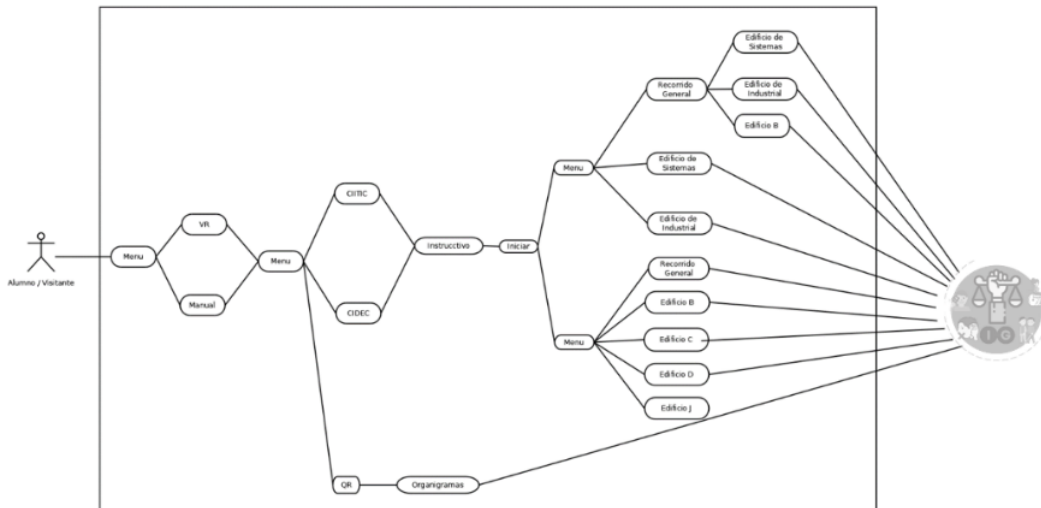 Alumno / Visitante
Menu
VR
Manual
Menu
CIITIC
CIDEC
QR
Organigramas
Instrucctivo
Iniciar
Menu
Recorrido
General
Edificio de
Sistemas
Edificio de
Industrial
Edificio B
Edificio de
Sistemas
Edificio de
Industrial
Menu
Recorrido
General
Edificio B
Edificio C
Edificio D
Edificio J